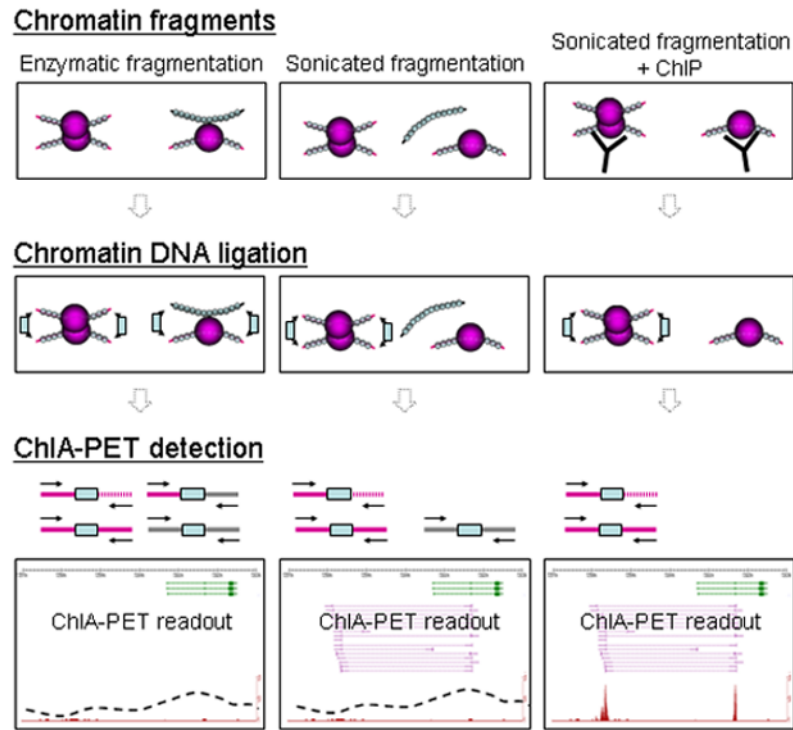 Chromatin fragments
Enzymatic fragmentation
Sonicated fragmentation
Sonicated fragmentation
+ ChIP
Chromatin DNA ligation
ChIA-PET detection
ChIA-PET readout
ChIA-PET readout
ChIA-PET readout